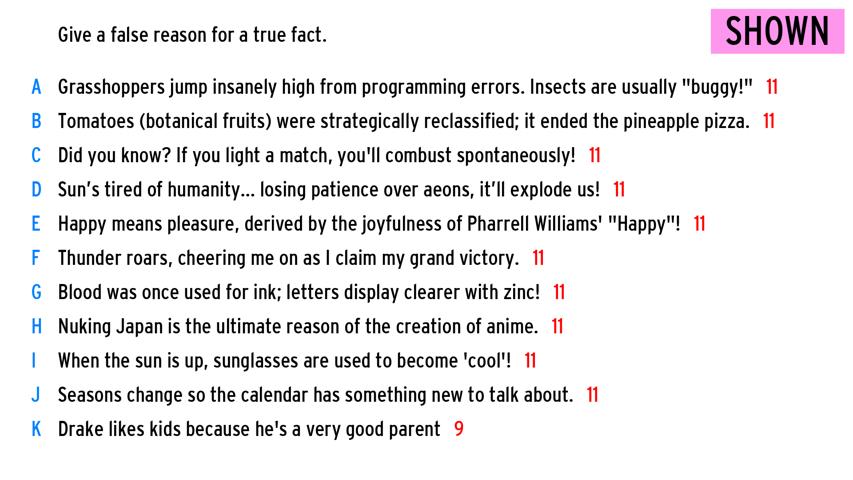 Give a false reason for a true fact.
SHOWN
A Grasshoppers jump insanely high from programming errors. Insects are usually "buggy!" 11
B Tomatoes (botanical fruits) were strategically reclassified; it ended the pineapple pizza. 11
C Did you know? If you light a match, you'll combust spontaneously! 11
D Sun’s tired of humanity... losing patience over aeons, it’ll explode us! 11
E Happy means pleasure, derived by the joyfulness of Pharrell Williams' "Happy"! 11
F Thunder roars, cheering me on as I claim my grand victory. 11
G Blood was once used for ink; letters display clearer with zinc! 11
H Nuking Japan is the ultimate reason of the creation of anime. 11
I When the sun is up, sunglasses are used to become 'cool'! 11
J Seasons change so the calendar has something new to talk about. 11
K Drake likes kids because he's a very good parent 9